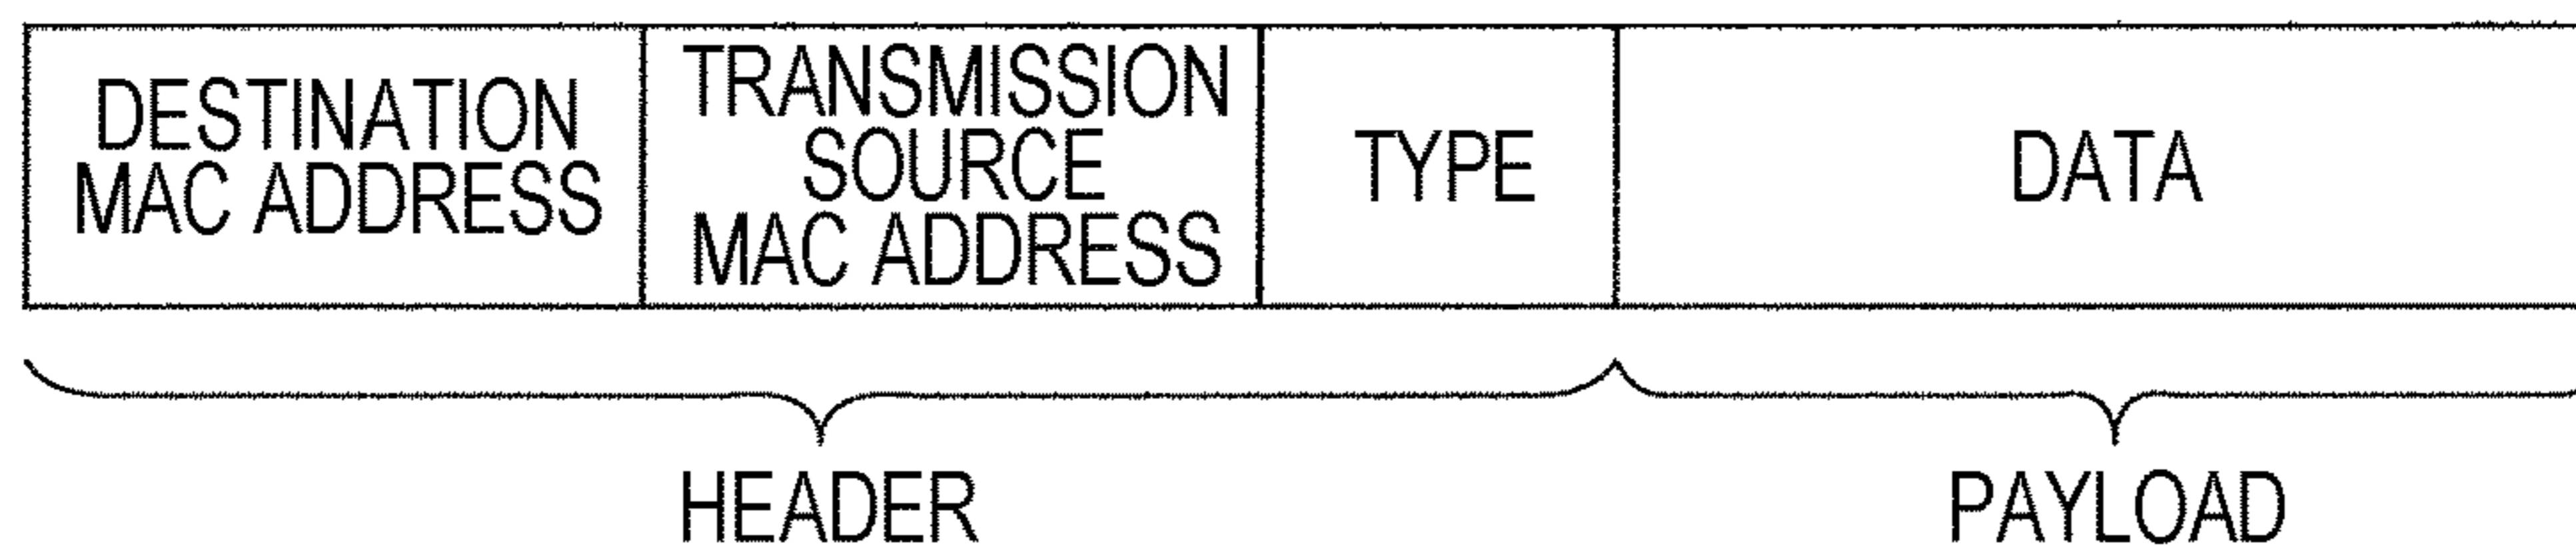 DESTINATION
MAC ADDRESS
TRANSMISSION
SOURCE
MAC ADDRESS
TYPE
DATA
HEADER
PAYLOAD